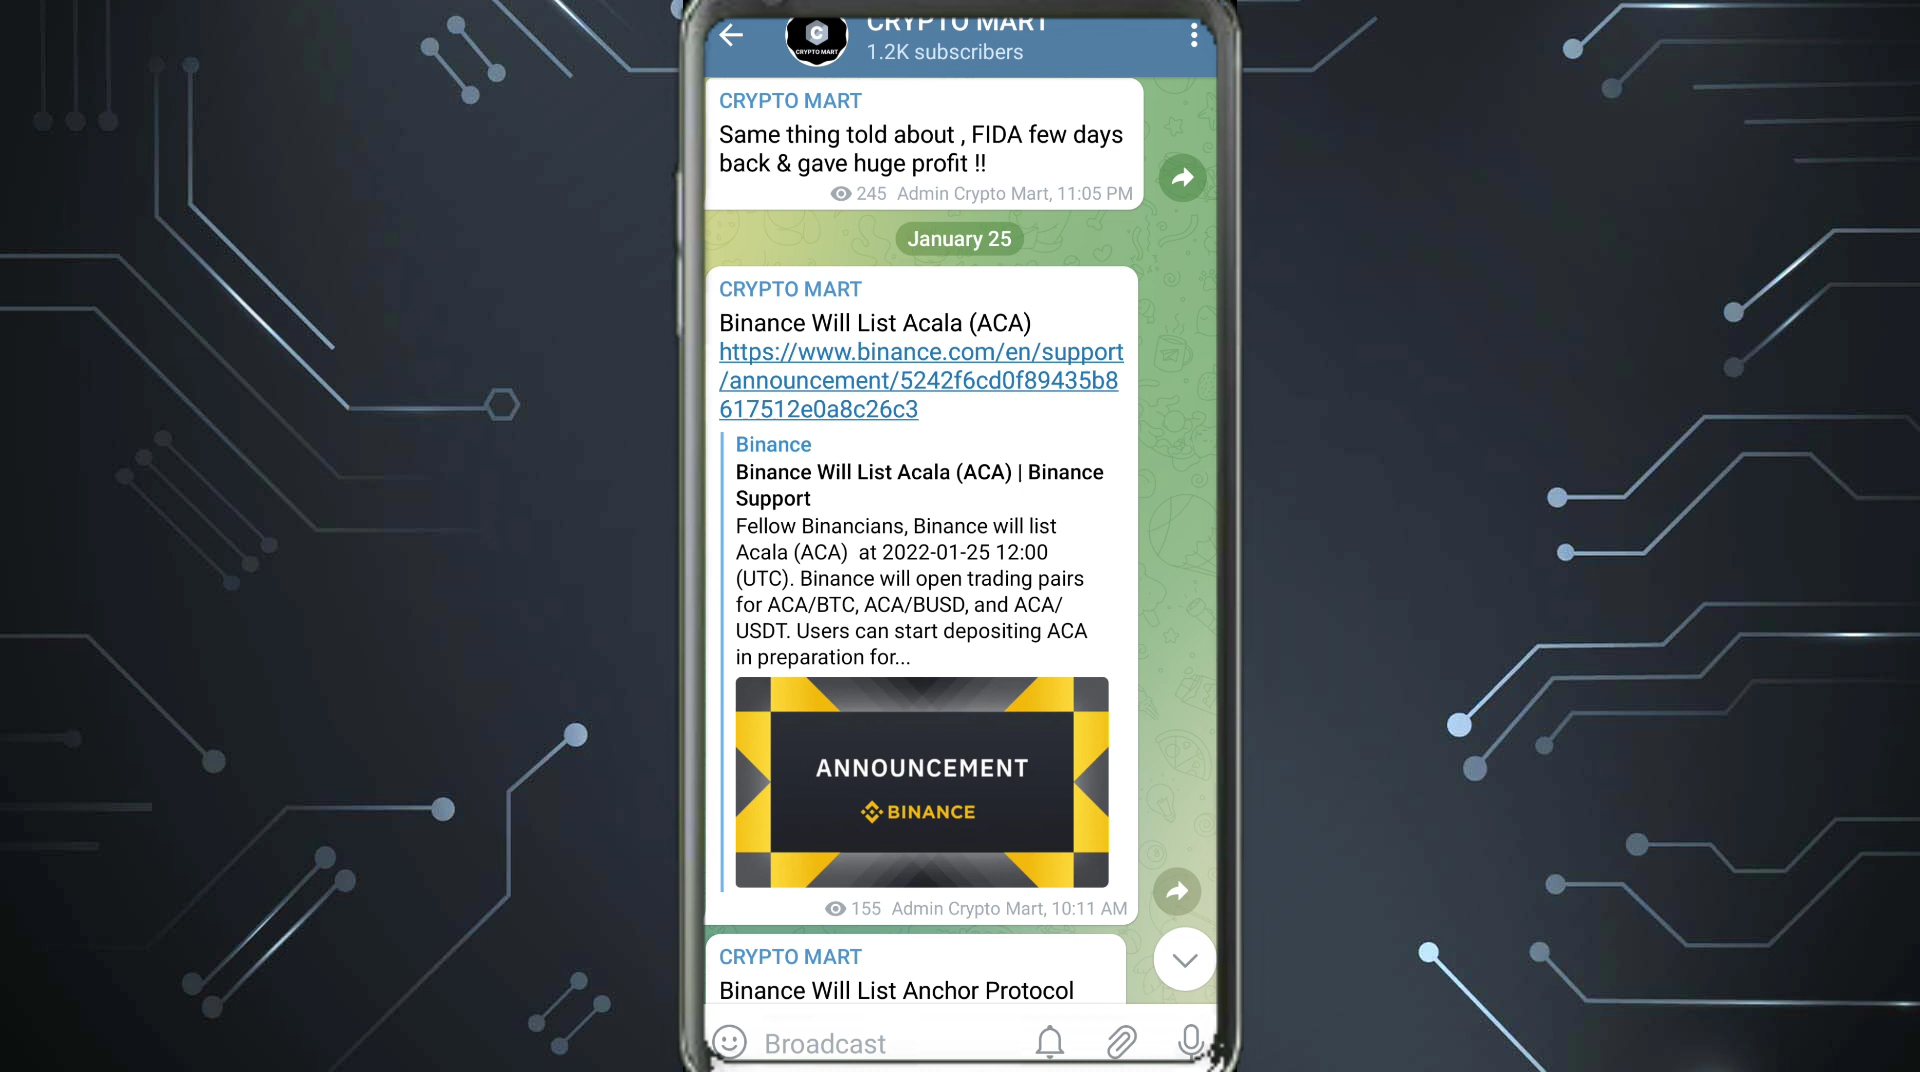 CRYPTO MART
1.2K subscribers
C
CRYPTO MART
CRYPTO MART
Same thing told about , FIDA few days
back & gave huge profit !!
245 Admin Crypto Mart, 11:05 PM
January 25
CRYPTO MART
Binance Will List Acala (ACA)
https://www.binance.com/en/support
/announcement/5242f6cd0f89435b8
617512e0a8c26c3
Binance
Binance Will List Acala (ACA) | Binance
Support
Fellow Binancians, Binance will list
Acala (ACA)  at 2022-01-25 12:00
(UTC). Binance will open trading pairs
for ACA/BTC, ACA/BUSD, and ACA/
USDT. Users can start depositing ACA
in preparation for...
ANNOUNCEMENT
BINANCE
155 Admin Crypto Mart, 10:11 AM
CRYPTO MART
Binance Will List Anchor Protocol
Broadcast